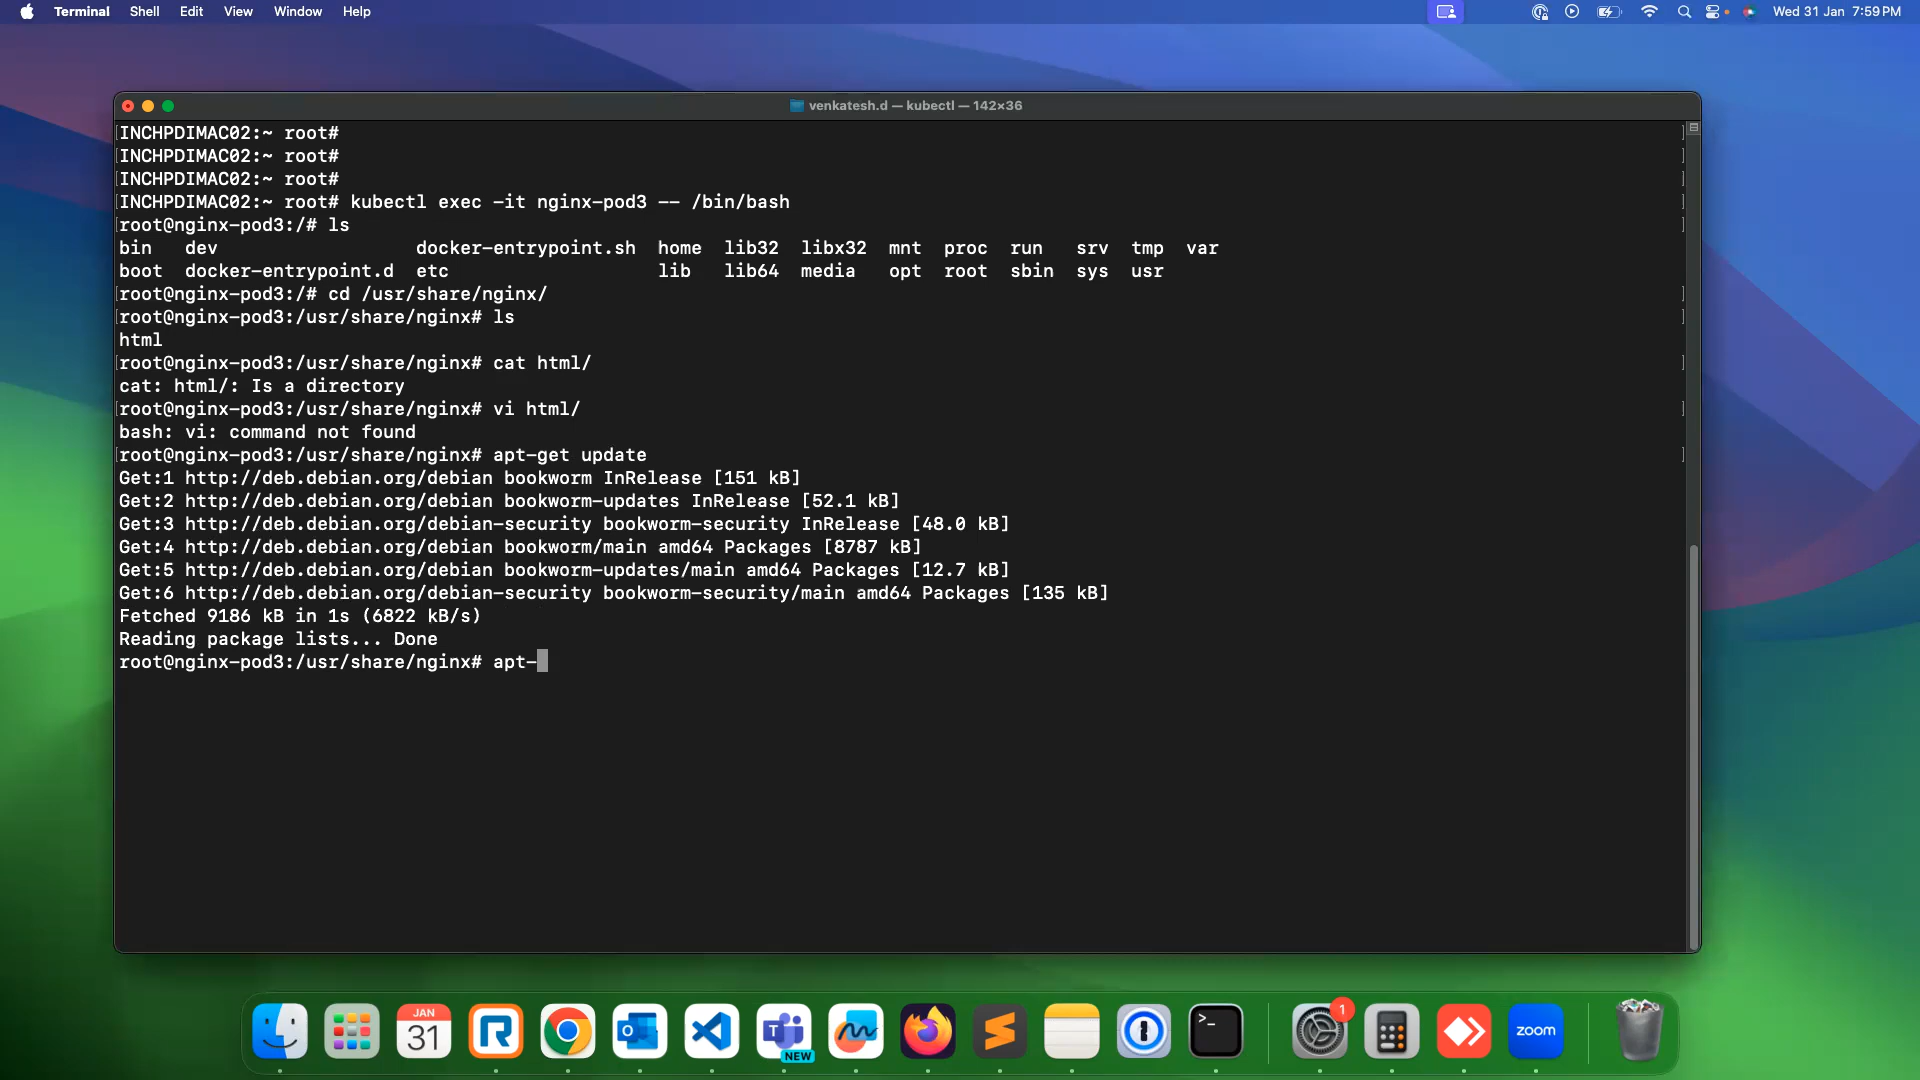 Terminal Shell Edit View Window Help Wed 31 Jan 7:59 PM
venkatesh.d — kubectl — 142×36
INCHPDIMAC02:~ root#
INCHPDIMAC02:~ root#
INCHPDIMAC02:~ root#
INCHPDIMAC02:~ root# kubectl exec -it nginx-pod3 -- /bin/bash
root@nginx-pod3:/# ls
bin dev docker-entrypoint.sh home lib32 libx32 mnt proc run srv tmp var
boot docker-entrypoint.d etc lib lib64 media opt root sbin sys usr
root@nginx-pod3:/# cd /usr/share/nginx/
root@nginx-pod3:/usr/share/nginx# ls
html
root@nginx-pod3:/usr/share/nginx# cat html/
cat: html/: Is a directory
root@nginx-pod3:/usr/share/nginx# vi html/
bash: vi: command not found
root@nginx-pod3:/usr/share/nginx# apt-get update
Get:1 http://deb.debian.org/debian bookworm InRelease [151 kB]
Get:2 http://deb.debian.org/debian bookworm-updates InRelease [52.1 kB]
Get:3 http://deb.debian.org/debian-security bookworm-security InRelease [48.0 kB]
Get:4 http://deb.debian.org/debian bookworm/main amd64 Packages [8787 kB]
Get:5 http://deb.debian.org/debian bookworm-updates/main amd64 Packages [12.7 kB]
Get:6 http://deb.debian.org/debian-security bookworm-security/main amd64 Packages [135 kB]
Fetched 9186 kB in 1s (6822 kB/s)
Reading package lists... Done
root@nginx-pod3:/usr/share/nginx# apt-
JAN
31
R
O
T
NEW
>_
1
zoom